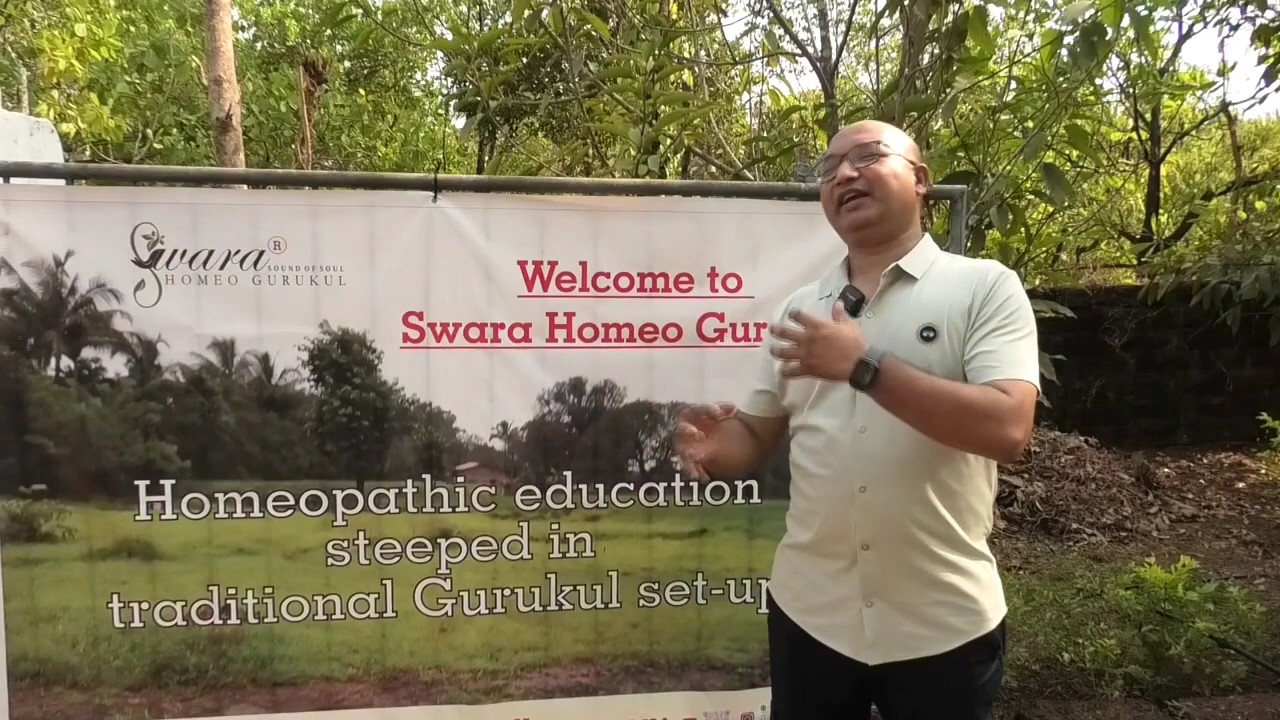 Swara®
SOUND OF SOUL
HOMEO GURUKUL
Welcome to
Swara Homeo Gur
Homeopathic education
steeped in
traditional Gurukul set-up